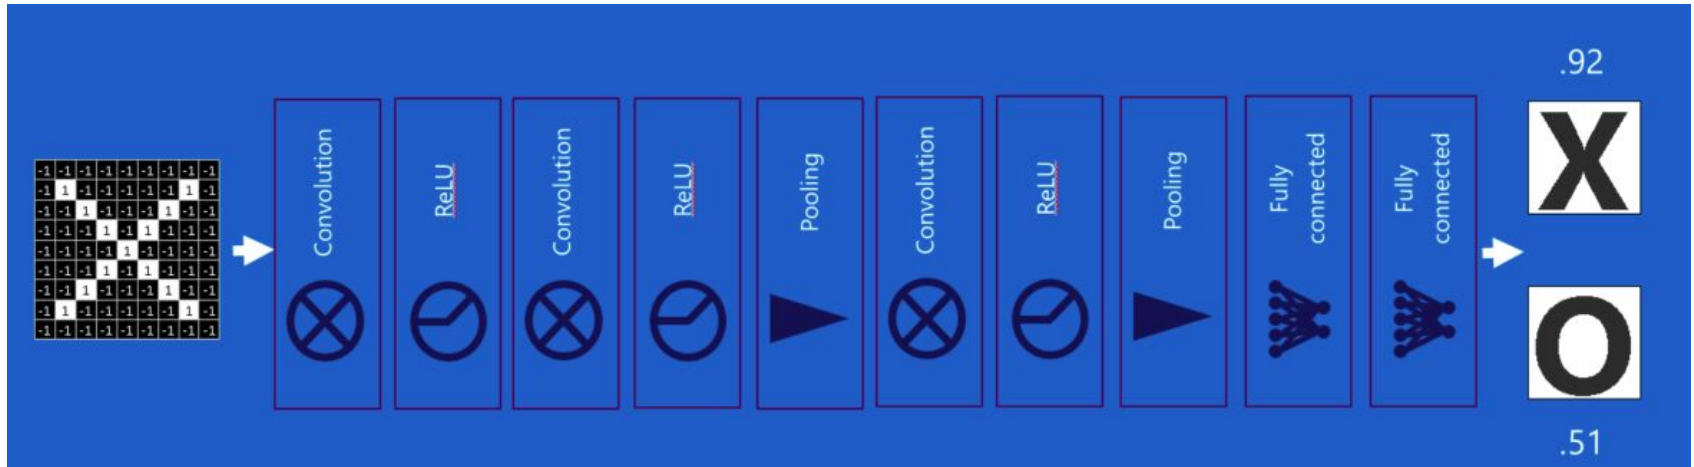 -1 -1 -1 -1 -1 -1 -1 -1 -1
-1 1 -1 -1 -1 -1 -1 1 -1
-1 -1 1 -1 -1 -1 1 -1 -1
-1 -1 -1 1 -1 1 -1 -1 -1
-1 -1 -1 -1 1 -1 -1 -1 -1
-1 -1 -1 1 -1 1 -1 -1 -1
-1 -1 1 -1 -1 -1 1 -1 -1
-1 1 -1 -1 -1 -1 -1 1 -1
-1 -1 -1 -1 -1 -1 -1 -1 -1
Convolution
ReLU
Convolution
ReLU
Pooling
Convolution
ReLU
Pooling
Fully
connected
Fully
connected
.92
X
O
.51